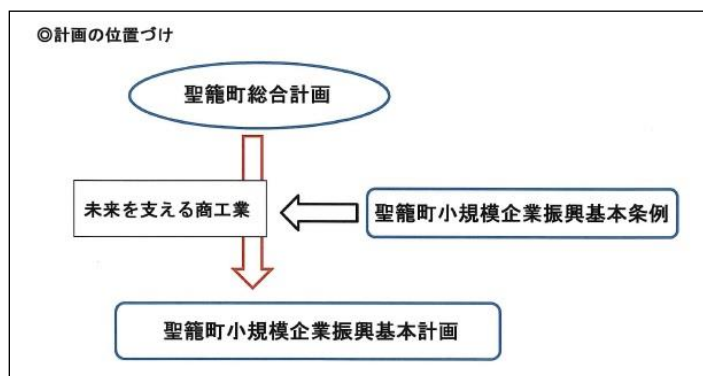 ◎計画の位置づけ
聖籠町総合計画
未来を支える商工業
聖籠町小規模企業振興基本条例
聖籠町小規模企業振興基本計画